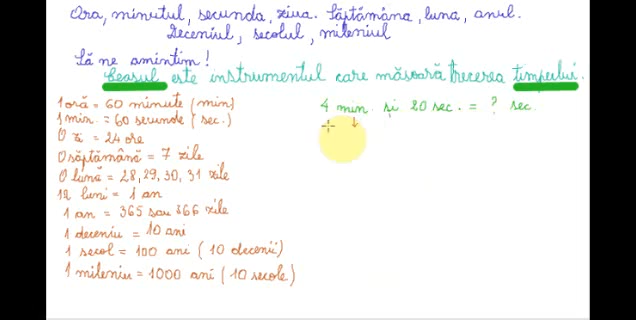 Ora, minutul, secunda, ziua. Săptămâna, luna, anul.
Deceniul, secolul, mileniul
Să ne amintim!
Ceasul este instrumentul care măsoară trecerea timpului.
1 oră = 60 minute (min)
4 min. și 20 sec. = ? sec.
1 min. = 60 secunde (sec.)
O zi = 24 ore
O săptămână = 7 zile
O lună = 28, 29, 30, 31 zile
12 luni = 1 an
1 an = 365 sau 366 zile
1 deceniu = 10 ani
1 secol = 100 ani (10 decenii)
1 mileniu = 1000 ani (10 secole)